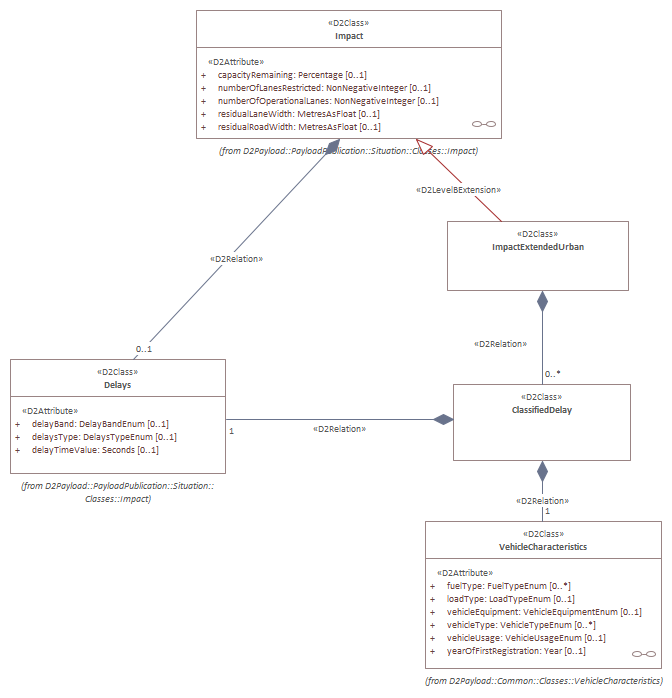 «D2Class»
Impact
«D2Attribute»
+ capacityRemaining: Percentage [0..1]
+ numberOfLanesRestricted: NonNegativeInteger [0..1]
+ numberOfOperationalLanes: NonNegativeInteger [0..1]
+ residualLaneWidth: MetresAsFloat [0..1]
+ residualRoadWidth: MetresAsFloat [0..1]
(from D2Payload::PayloadPublication::Situation::Classes::Impact)
«D2LevelBExtension»
«D2Class»
ImpactExtendedUrban
«D2Relation»
«D2Relation»
0..1
0..*
«D2Class»
Delays
«D2Attribute»
+ delayBand: DelayBandEnum [0..1]
+ delaysType: DelaysTypeEnum [0..1]
+ delayTimeValue: Seconds [0..1]
(from D2Payload::PayloadPublication::Situation::
Classes::Impact)
«D2Class»
ClassifiedDelay
1
«D2Relation»
«D2Relation»
1
«D2Class»
VehicleCharacteristics
«D2Attribute»
+ fuelType: FuelTypeEnum [0..*]
+ loadType: LoadTypeEnum [0..1]
+ vehicleEquipment: VehicleEquipmentEnum [0..1]
+ vehicleType: VehicleTypeEnum [0..*]
+ vehicleUsage: VehicleUsageEnum [0..1]
+ yearOfFirstRegistration: Year [0..1]
(from D2Payload::Common::Classes::VehicleCharacteristics)